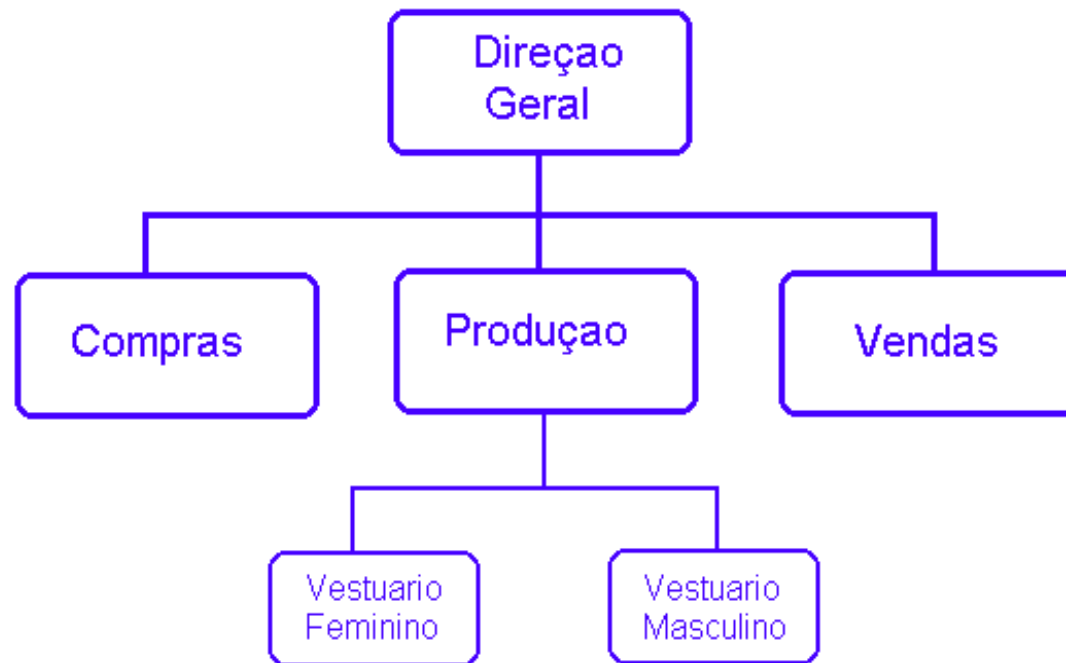 Direçao
Geral
Compras
Produçao
Vendas
Vestuario
Feminino
Vestuario
Masculino